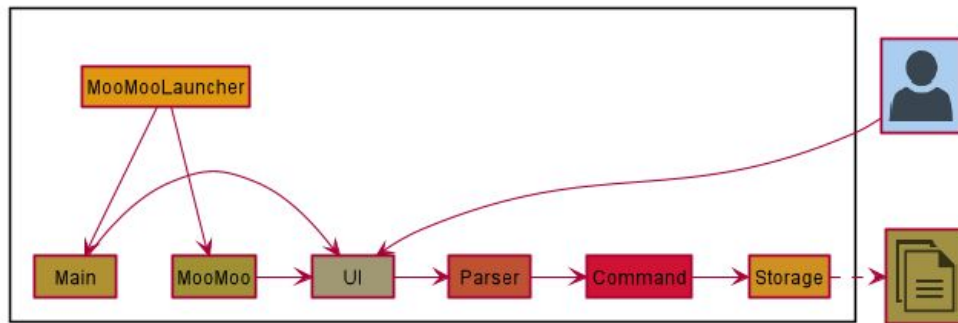 MooMooLauncher
Main
MooMoo
UI
Parser
Command
Storage